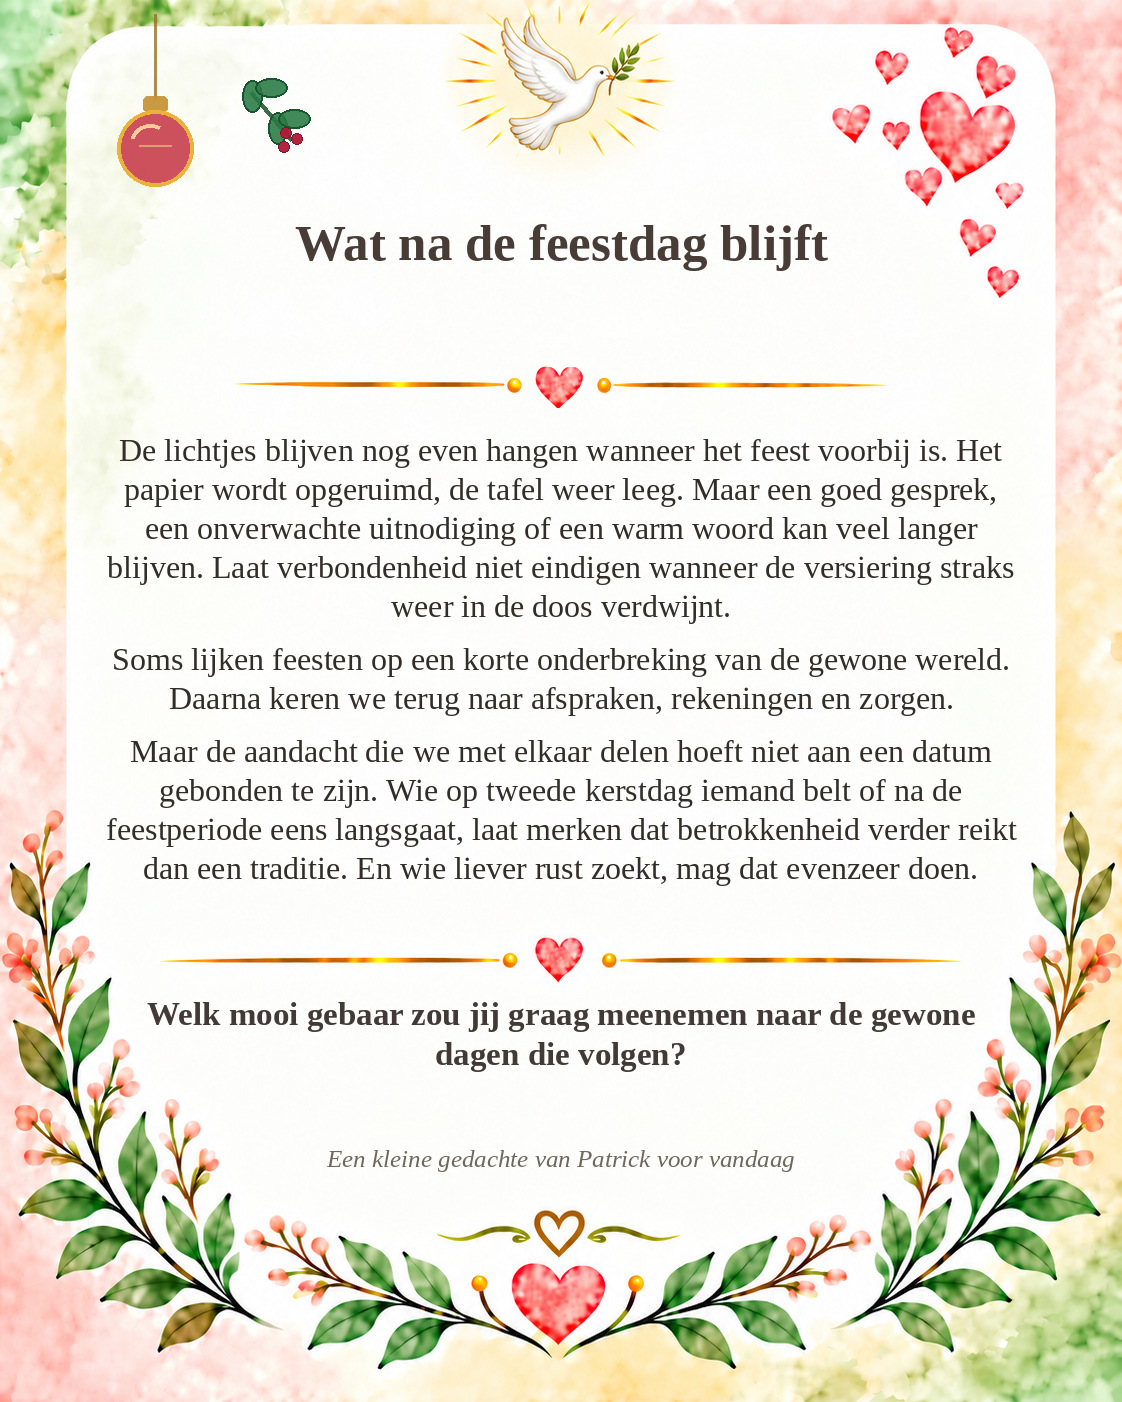 Wat na de feestdag blijft
De lichtjes blijven nog even hangen wanneer het feest voorbij is. Het
papier wordt opgeruimd, de tafel weer leeg. Maar een goed gesprek,
een onverwachte uitnodiging of een warm woord kan veel langer
blijven. Laat verbondenheid niet eindigen wanneer de versiering straks
weer in de doos verdwijnt.
Soms lijken feesten op een korte onderbreking van de gewone wereld.
Daarna keren we terug naar afspraken, rekeningen en zorgen.
Maar de aandacht die we met elkaar delen hoeft niet aan een datum
gebonden te zijn. Wie op tweede kerstdag iemand belt of na de
feestperiode eens langsgaat, laat merken dat betrokkenheid verder reikt
dan een traditie. En wie liever rust zoekt, mag dat evenzeer doen.
Welk mooi gebaar zou jij graag meenemen naar de gewone
dagen die volgen?
Een kleine gedachte van Patrick voor vandaag